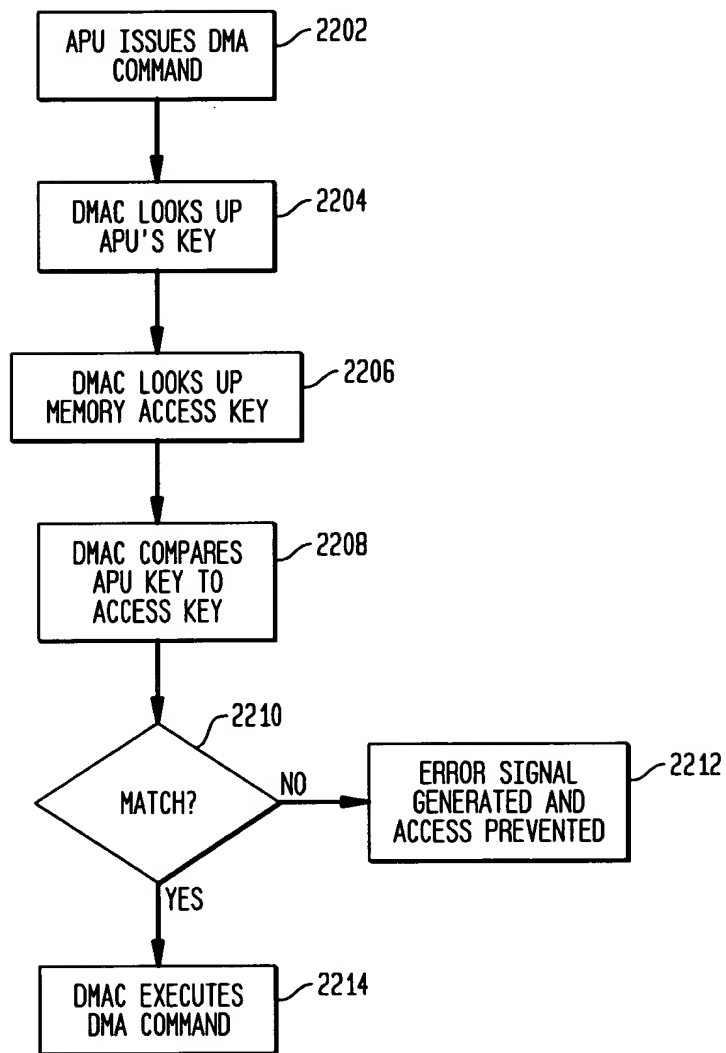 APU ISSUES DMA
COMMAND
2202
DMAC LOOKS UP
APU'S KEY
2204
DMAC LOOKS UP
MEMORY ACCESS KEY
2206
DMAC COMPARES
APU KEY TO
ACCESS KEY
2208
MATCH?
2210
NO
ERROR SIGNAL
GENERATED AND
ACCESS PREVENTED
2212
YES
DMAC EXECUTES
DMA COMMAND
2214